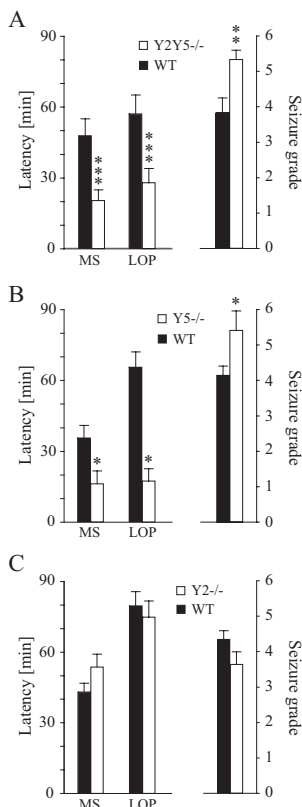 A
Y2Y5-/-
WT
Latency [min]
90
60
30
0
***
***
MS
LOP
**
6
5
4
3
2
1
0
Seizure grade
B
Y5-/-
WT
Latency [min]
90
60
30
0
*
*
MS
LOP
*
6
5
4
3
2
1
0
Seizure grade
C
Y2-/-
WT
Latency [min]
90
60
30
0
MS
LOP
6
5
4
3
2
1
0
Seizure grade